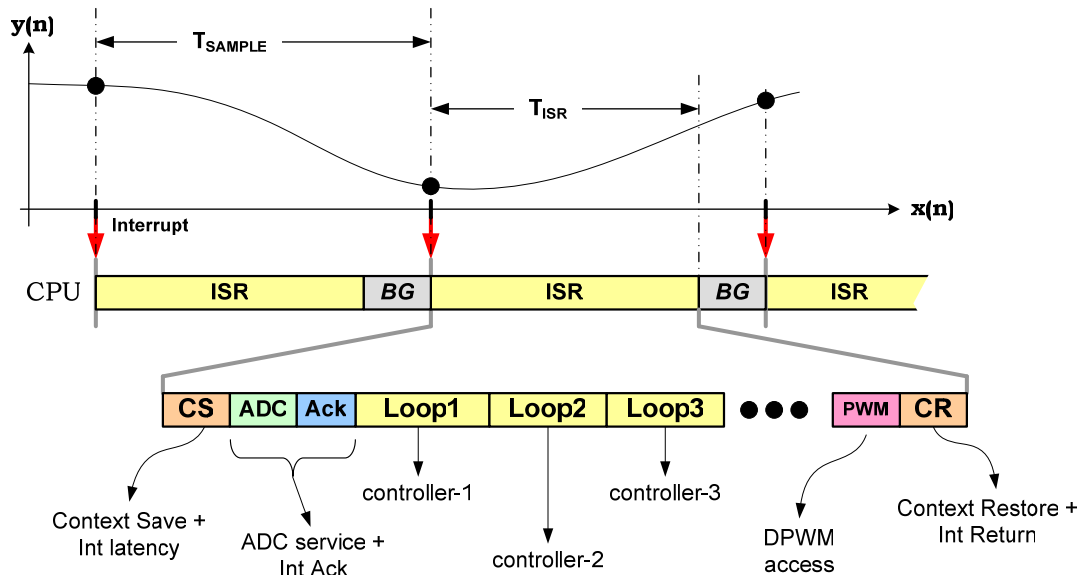 y(n)
TSAMPLE
TISR
x(n)
Interrupt
CPU
ISR
BG
ISR
BG
ISR
CS
ADC
Ack
Loop1
Loop2
Loop3
PWM
CR
controller-1
controller-3
controller-2
Context Save +
Int latency
ADC service +
Int Ack
DPWM
access
Context Restore +
Int Return